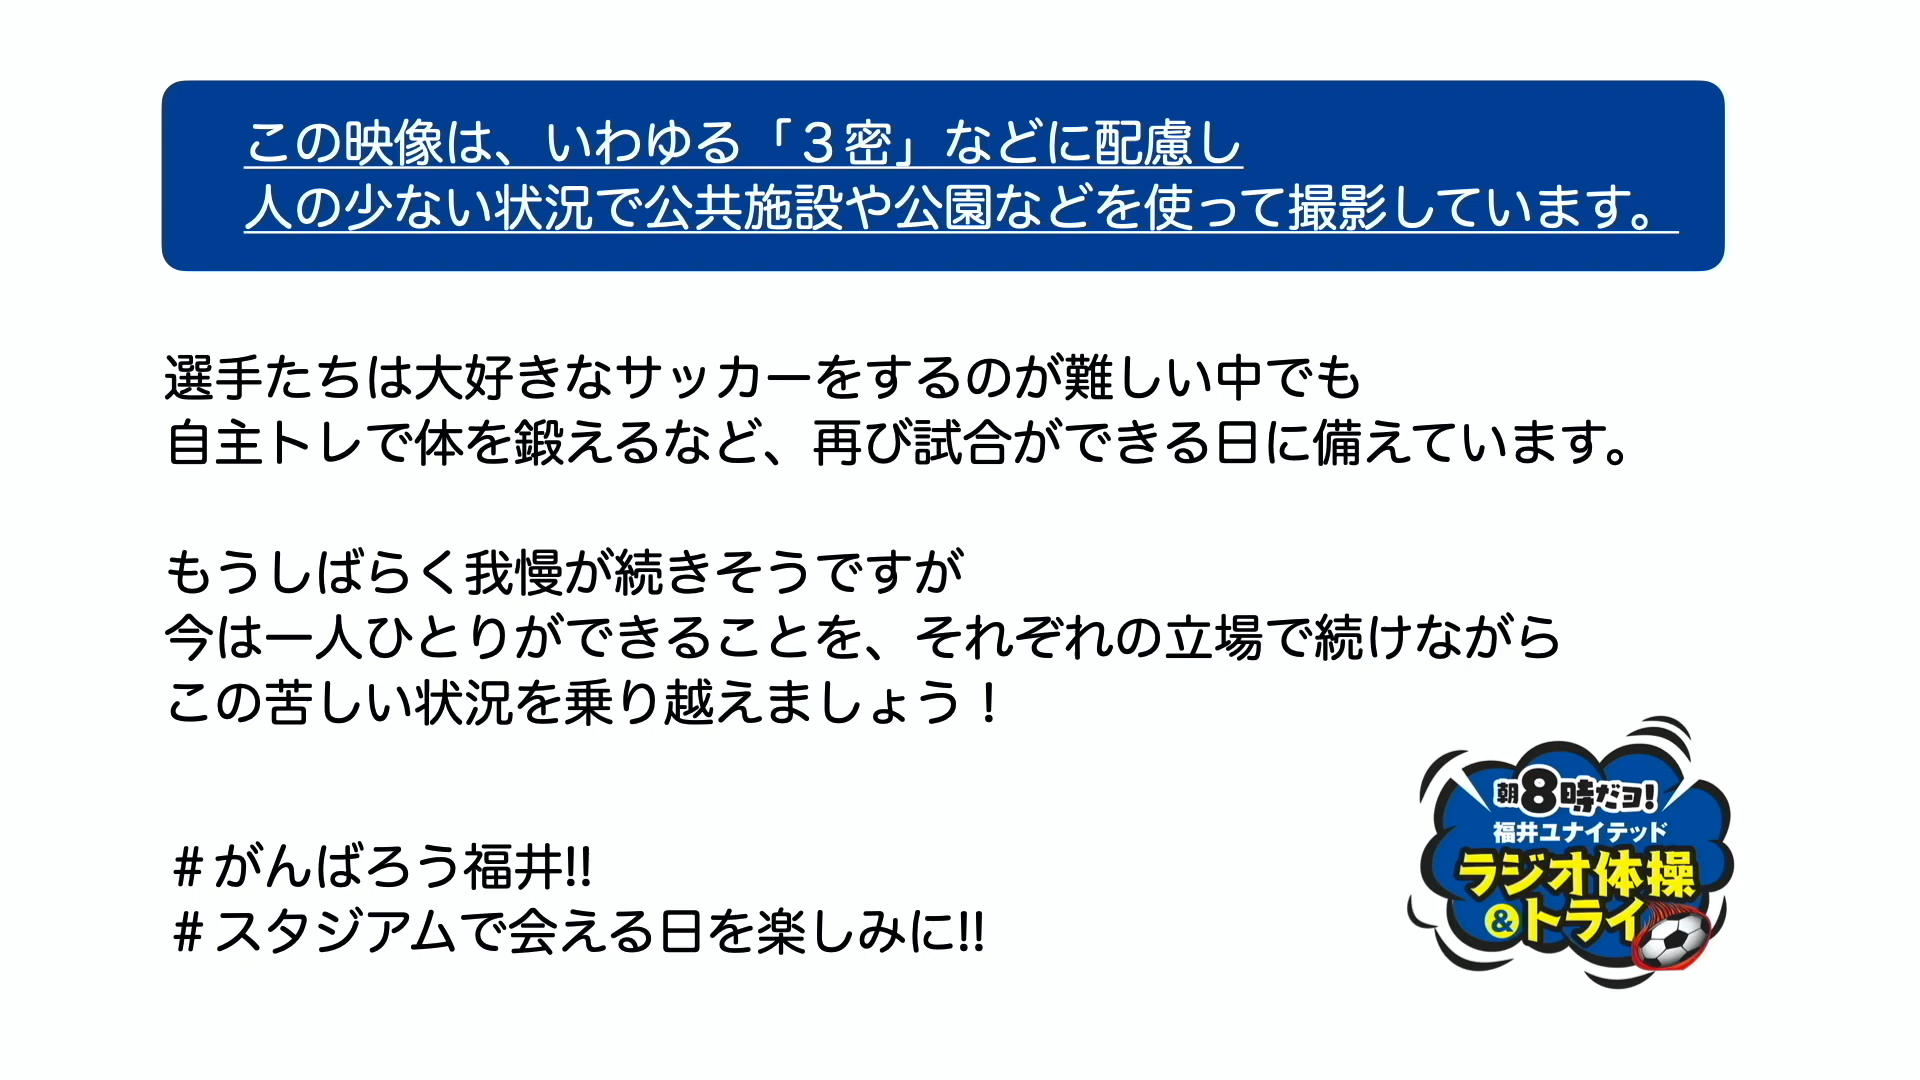 この映像は、いわゆる「３密」などに配慮し
人の少ない状況で公共施設や公園などを使って撮影しています。
選手たちは大好きなサッカーをするのが難しい中でも
自主トレで体を鍛えるなど、再び試合ができる日に備えています。
もうしばらく我慢が続きそうですが
今は一人ひとりができることを、それぞれの立場で続けながら
この苦しい状況を乗り越えましょう！
＃がんばろう福井!!
＃スタジアムで会える日を楽しみに!!
朝8時だヨ!
福井ユナイテッド
ラジオ体操
&トライ